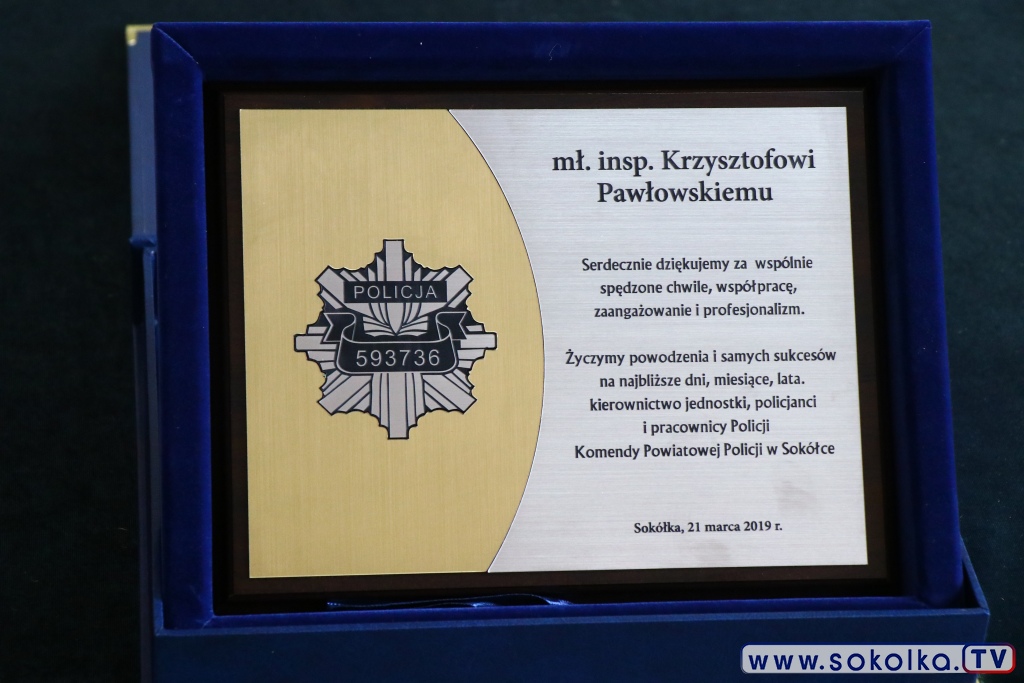 mł. insp. Krzysztofowi
Pawłowskiemu
Serdecznie dziękujemy za wspólnie
spędzone chwile, współpracę,
zaangażowanie i profesjonalizm.
Życzymy powodzenia i samych sukcesów
na najbliższe dni, miesiące, lata.
kierownictwo jednostki, policjanci
i pracownicy Policji
Komendy Powiatowej Policji w Sokółce
Sokółka, 21 marca 2019 r.
POLICJA
593736
www.sokolka.TV